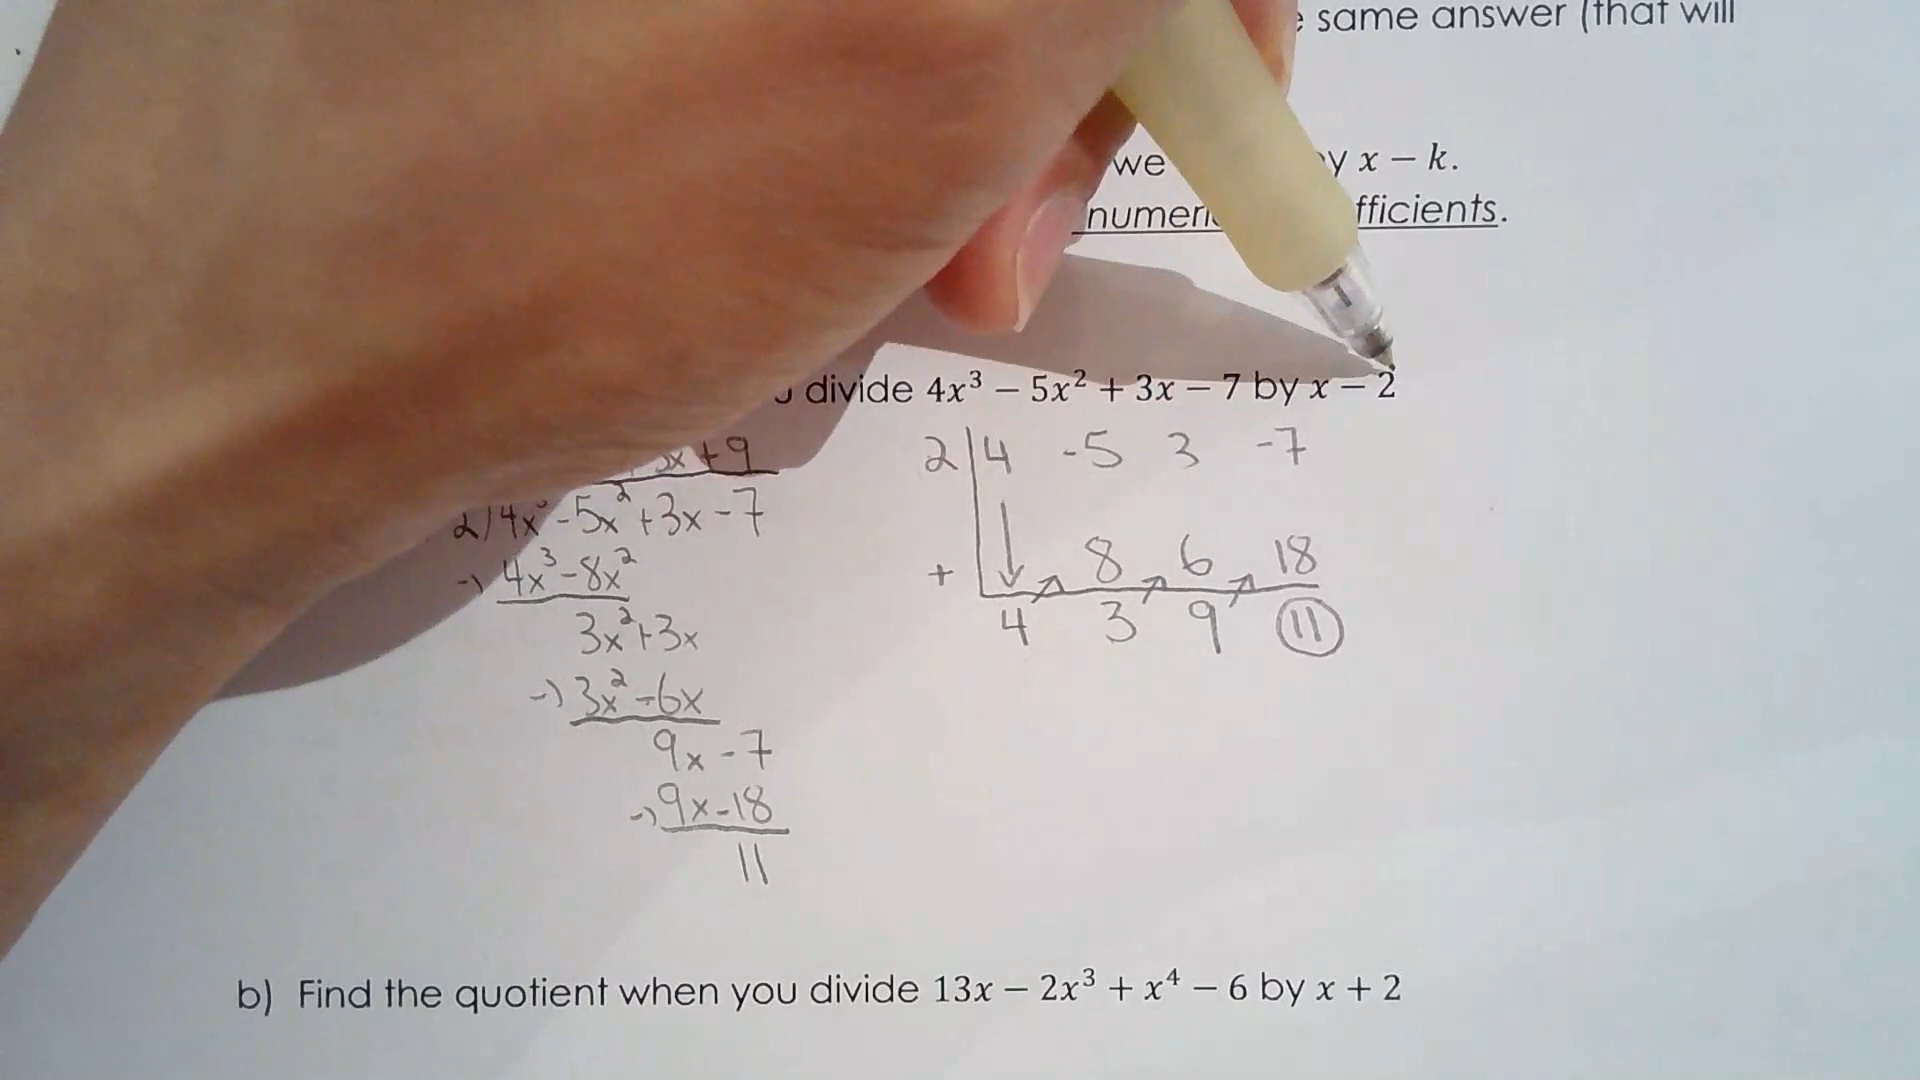 same answer (that will
we y x − k.
numeri fficients.
divide 4x³ − 5x² + 3x − 7 by x − 2
3x + 9
2 | 4 -5 3 -7
2 ) 4x³ - 5x² + 3x - 7
-) 4x³ - 8x²
+ 8 6 18
3x² + 3x
4 3 9 11
-) 3x² - 6x
9x - 7
-) 9x - 18
11
b) Find the quotient when you divide 13x − 2x³ + x⁴ − 6 by x + 2